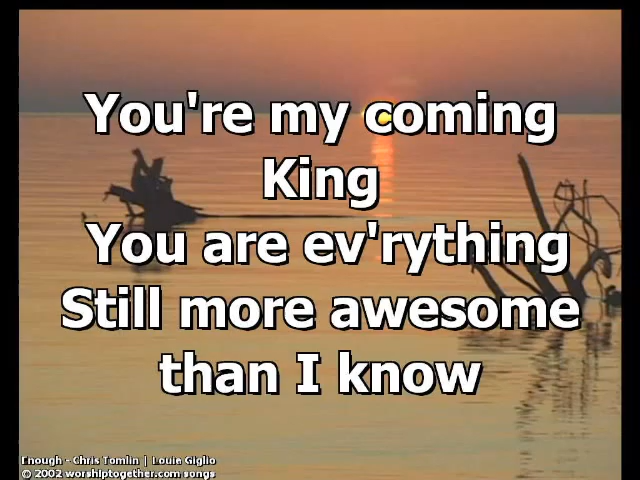 You're my coming
King
You are ev'rything
Still more awesome
than I know
Enough - Chris Tomlin | Louie Giglio
© 2002 worshiptogether.com songs